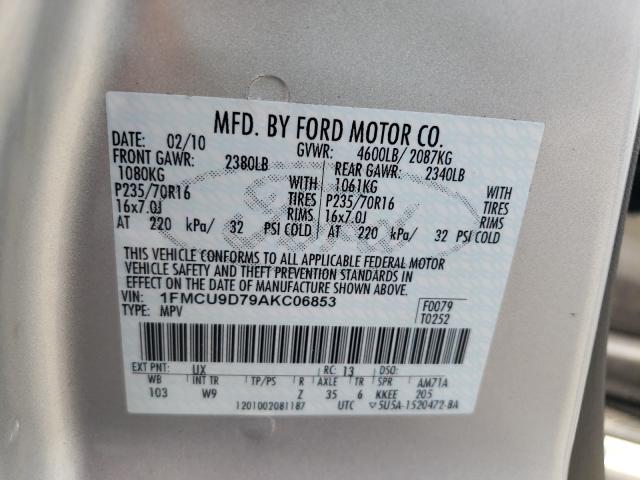 MFD. BY FORD MOTOR CO.
DATE: 02/10 GVWR: 4600LB/ 2087KG
FRONT GAWR: 2380LB REAR GAWR: 2340LB
1080KG WITH 1061KG WITH
P235/70R16 TIRES P235/70R16 TIRES
16x7.0J RIMS 16x7.0J RIMS
AT 220 kPa/ 32 PSI COLD AT 220 kPa/ 32 PSI COLD
Ford
THIS VEHICLE CONFORMS TO ALL APPLICABLE FEDERAL MOTOR
VEHICLE SAFETY AND THEFT PREVENTION STANDARDS IN
EFFECT ON THE DATE OF MANUFACTURE SHOWN ABOVE.
VIN: 1FMCU9D79AKC06853 F0079
TYPE: MPV T0252
EXT PNT: UX RC: 13 DSO:
WB INT TR TP/PS R AXLE TR SPR AM71A
103 W9 Z 35 6 KKEE 205
1201002081187 UTC 5U5A-1520472-BA